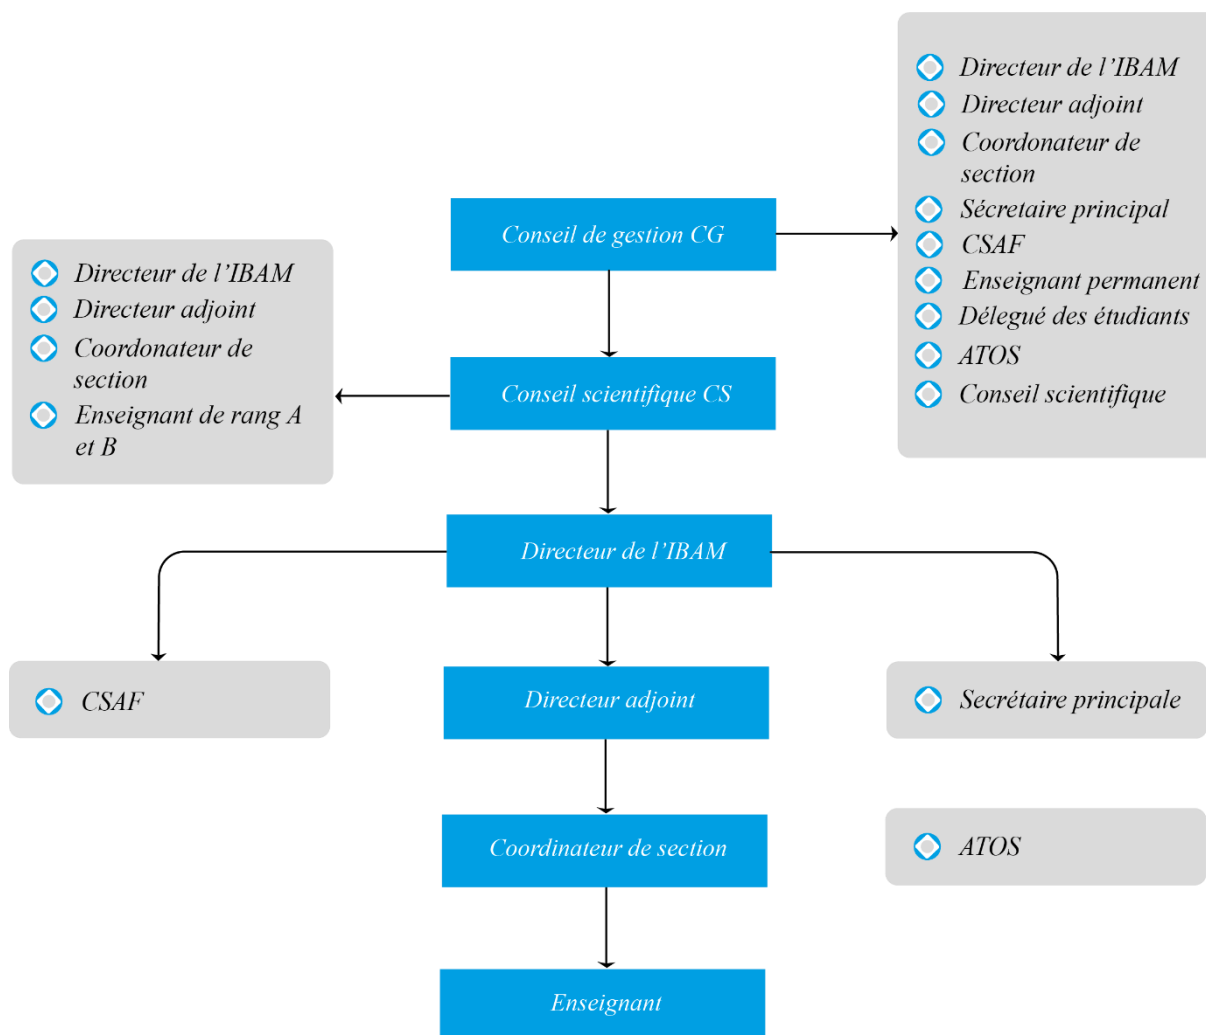 Directeur de l'IBAM
Directeur adjoint
Coordonateur de
section
Sécretaire principal
CSAF
Enseignant permanent
Délegué des étudiants
ATOS
Conseil scientifique
Conseil de gestion CG
Directeur de l'IBAM
Directeur adjoint
Coordonateur de
section
Enseignant de rang A
et B
Conseil scientifique CS
Directeur de l'IBAM
CSAF
Directeur adjoint
Secrétaire principale
Coordinateur de section
ATOS
Enseignant